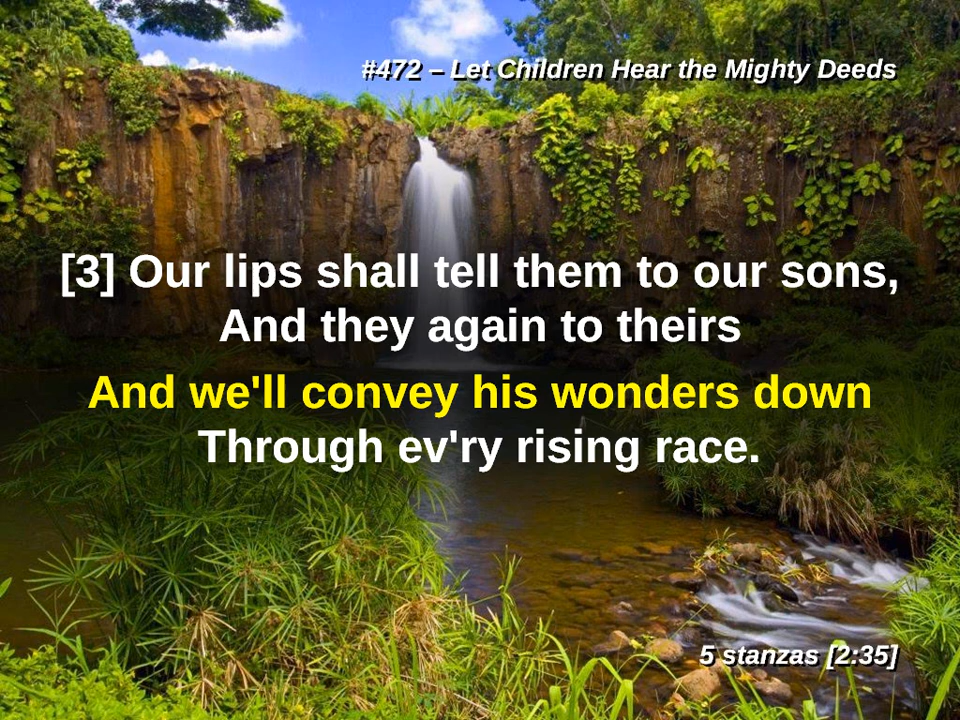 #472 – Let Children Hear the Mighty Deeds
[3] Our lips shall tell them to our sons,
And they again to theirs
And we'll convey his wonders down
Through ev'ry rising race.
5 stanzas [2:35]